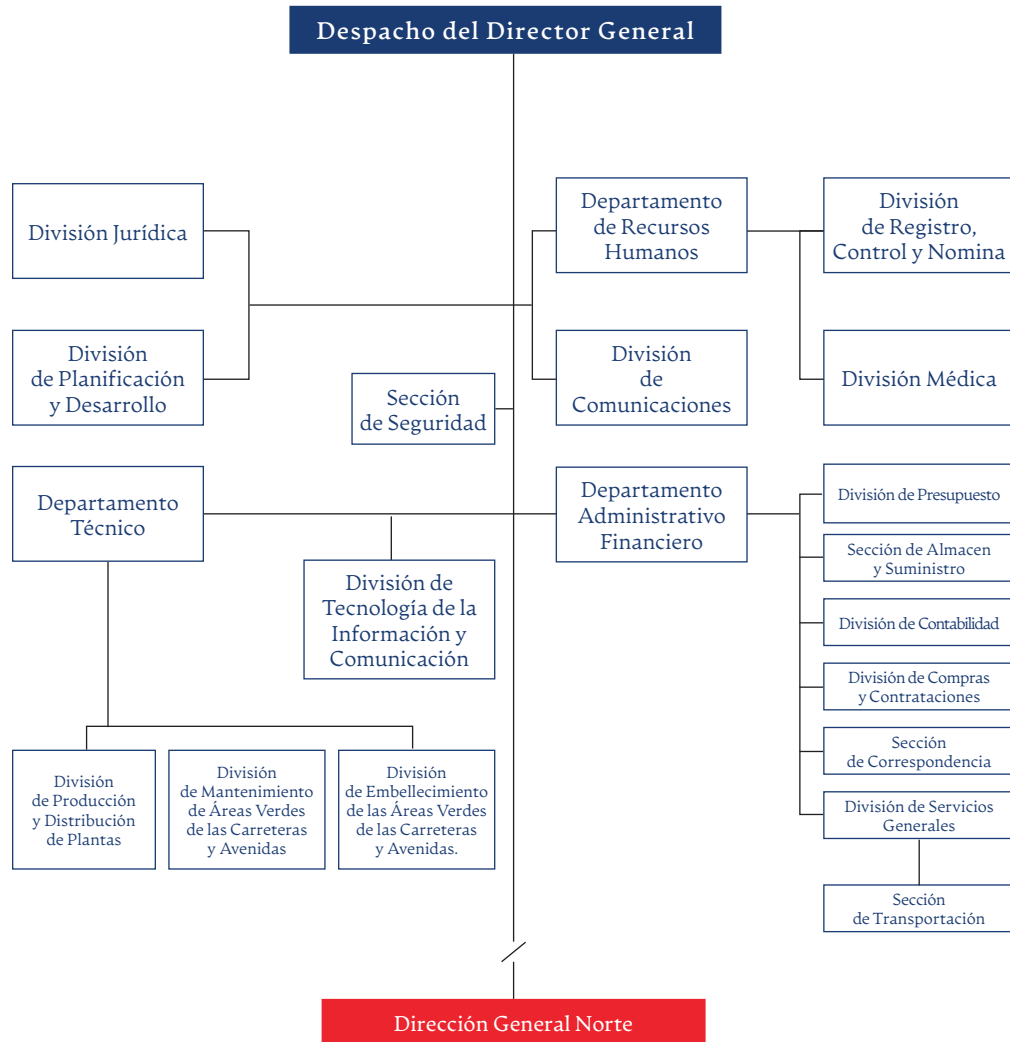 Despacho del Director General
División Jurídica
Departamento
de Recursos
Humanos
División
de Registro,
Control y Nomina
División
de Planificación
y Desarrollo
Sección
de Seguridad
División
de
Comunicaciones
División Médica
Departamento
Técnico
Departamento
Administrativo
Financiero
División de Presupuesto
Sección de Almacen
y Suministro
División de Tecnología de la
Información y
Comunicación
División de Contabilidad
División de Compras
y Contrataciones
Sección
de Correspondencia
División de Servicios
Generales
Sección
de Transportación
División
de Producción
y Distribución
de Plantas
División
de Mantenimiento
de Áreas Verdes
de las Carreteras
y Avenidas
División
de Embellecimiento
de las Áreas Verdes
de las Carreteras
y Avenidas.
Dirección General Norte